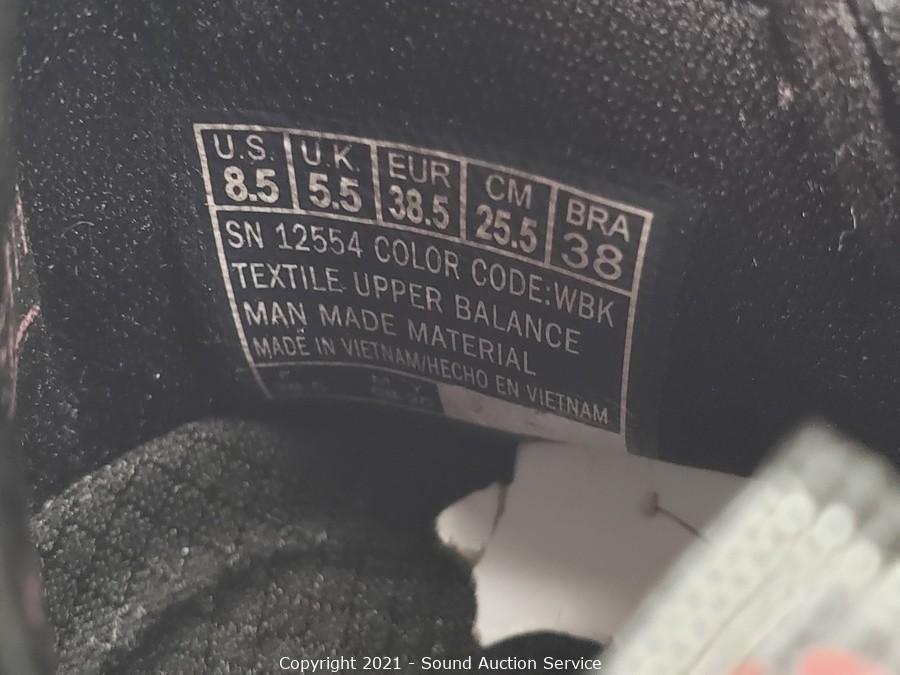 U.S. U.K. EUR CM BRA
8.5 5.5 38.5 25.5 38
SN 12554 COLOR CODE:WBK
TEXTILE UPPER BALANCE
MAN MADE MATERIAL
MADE IN VIETNAM/HECHO EN VIETNAM
Copyright 2021 - Sound Auction Service